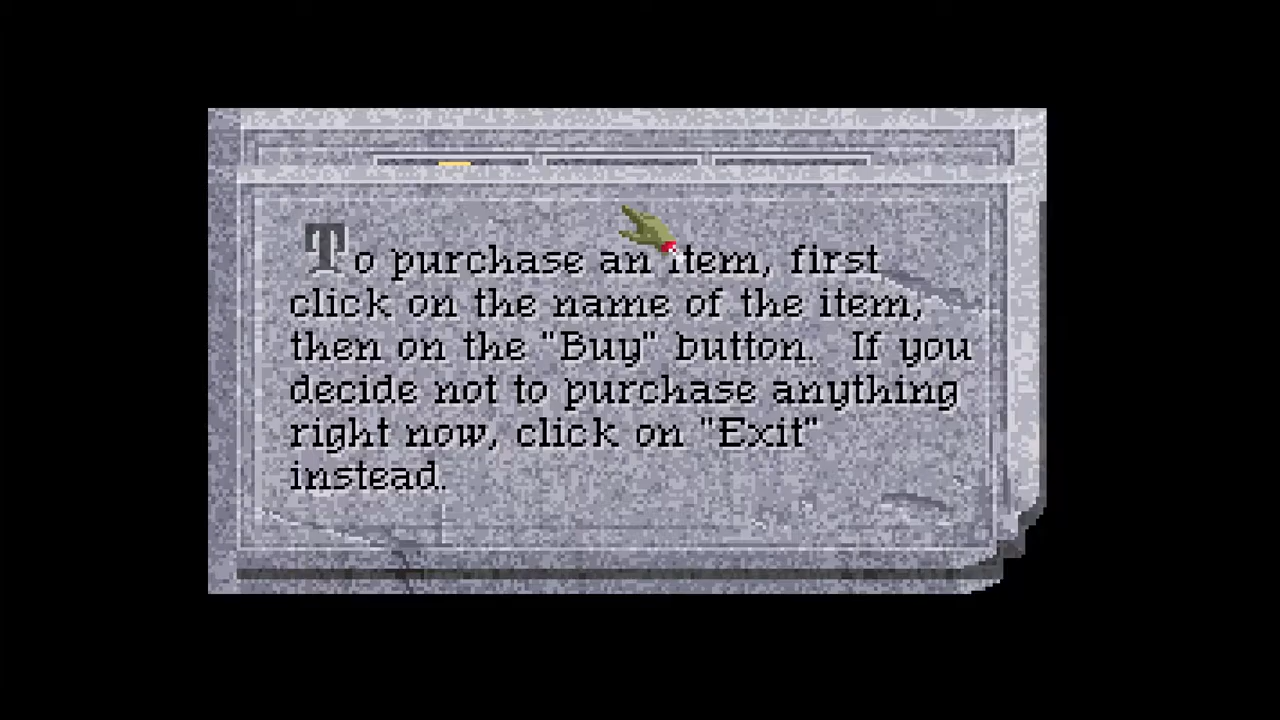 To purchase an item, first
click on the name of the item,
then on the "Buy" button.  If you
decide not to purchase anything
right now, click on "Exit"
instead.